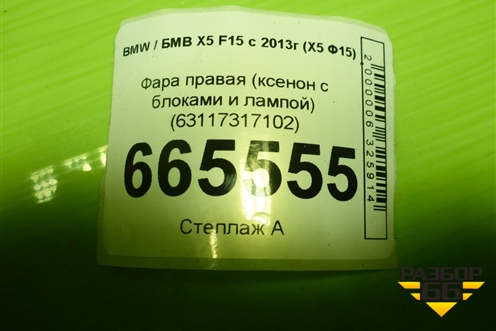 BMW / БМВ X5 F15 с 2013г (X5 Ф15)
Фара правая (ксенон с
блоками и лампой)
(63117317102)
665555
Стеллаж А
2000006325914
РАЗБОР
66